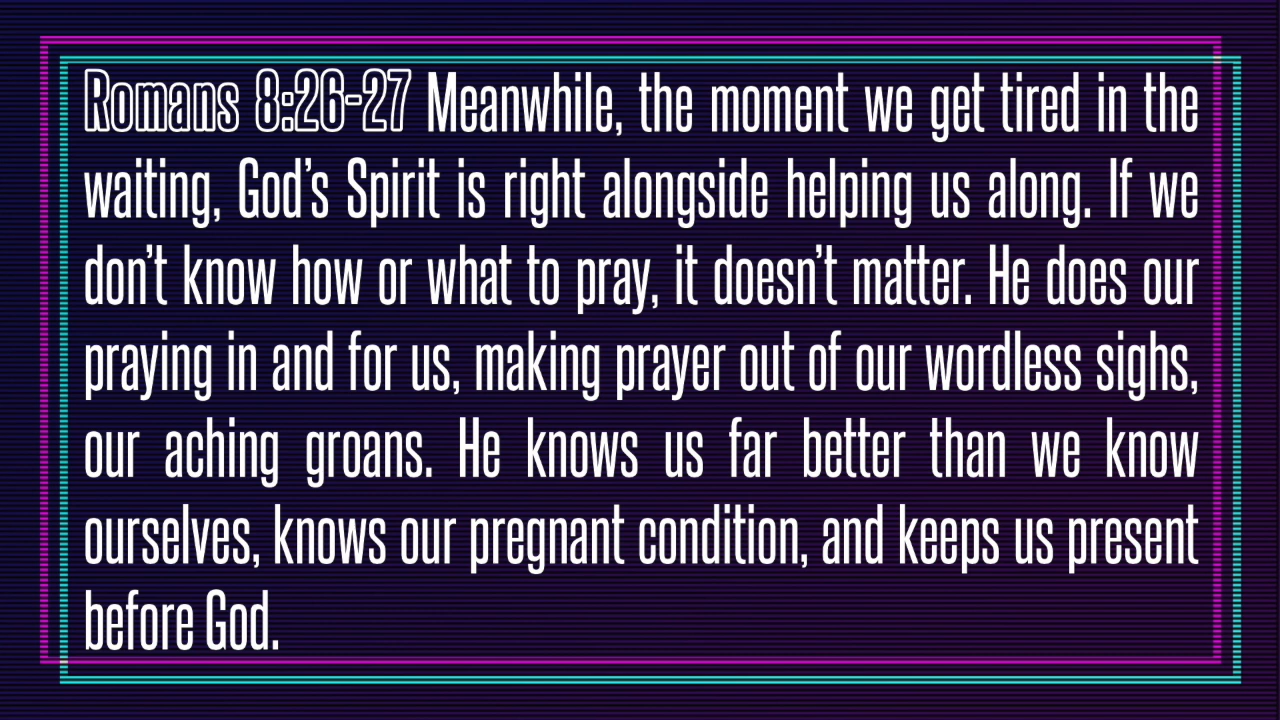 Romans 8:26-27 Meanwhile, the moment we get tired in the
waiting, God’s Spirit is right alongside helping us along. If we
don’t know how or what to pray, it doesn’t matter. He does our
praying in and for us, making prayer out of our wordless sighs,
our aching groans. He knows us far better than we know
ourselves, knows our pregnant condition, and keeps us present
before God.